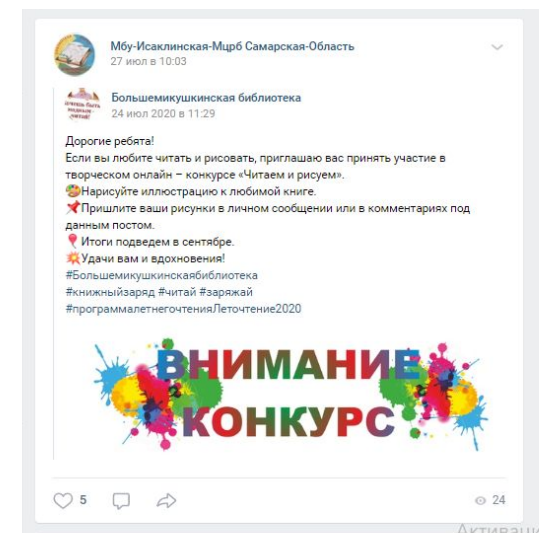 Мбу-Исаклинская-Мцрб Самарская-Область
27 июл в 10:03
Большемикушкинская библиотека
24 июл 2020 в 11:29
Дорогие ребята!
Если вы любите читать и рисовать, приглашаю вас принять участие в
творческом онлайн – конкурсе «Читаем и рисуем».
🎨Нарисуйте иллюстрацию к любимой книге.
📌Пришлите ваши рисунки в личном сообщении или в комментариях под
данным постом.
🎈Итоги подведем в сентябре.
💥Удачи вам и вдохновения!
#Большемикушкинскаябиблиотека
#книжныйзаряд #читай #заряжай
#программалетнегочтенияЛеточтение2020
ВНИМАНИЕ
КОНКУРС
5
24